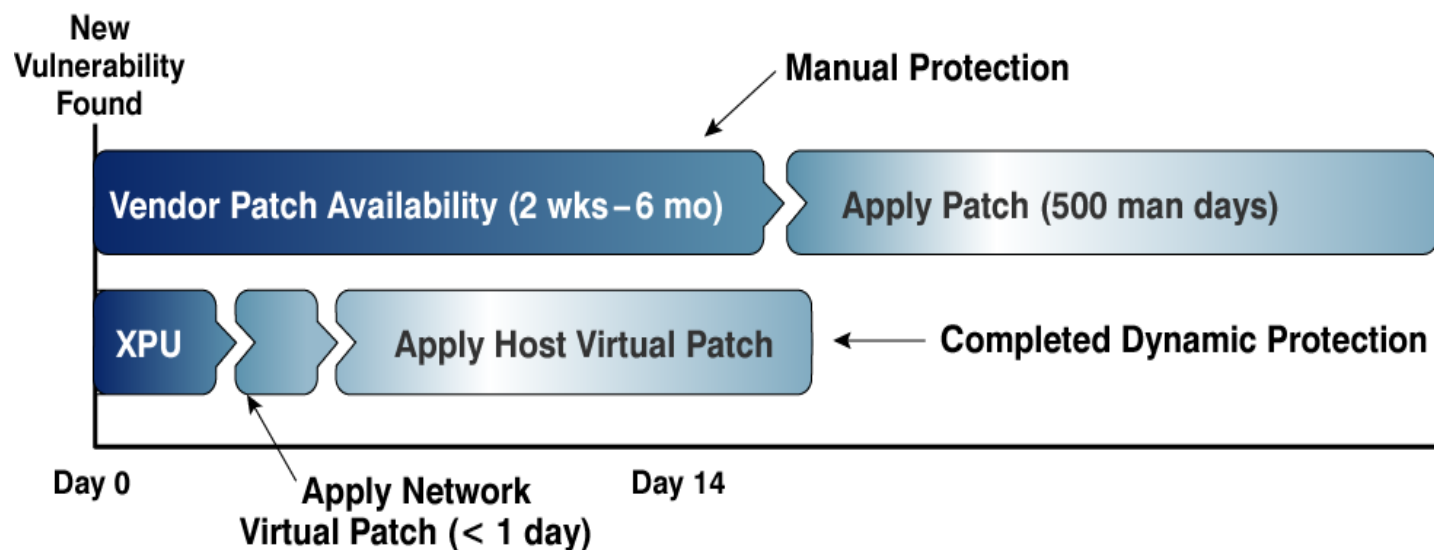 New
Vulnerability
Found
Manual Protection
Vendor Patch Availability (2 wks – 6 mo)
Apply Patch (500 man days)
XPU
Apply Host Virtual Patch
Completed Dynamic Protection
Day 0
Day 14
Apply Network
Virtual Patch (< 1 day)